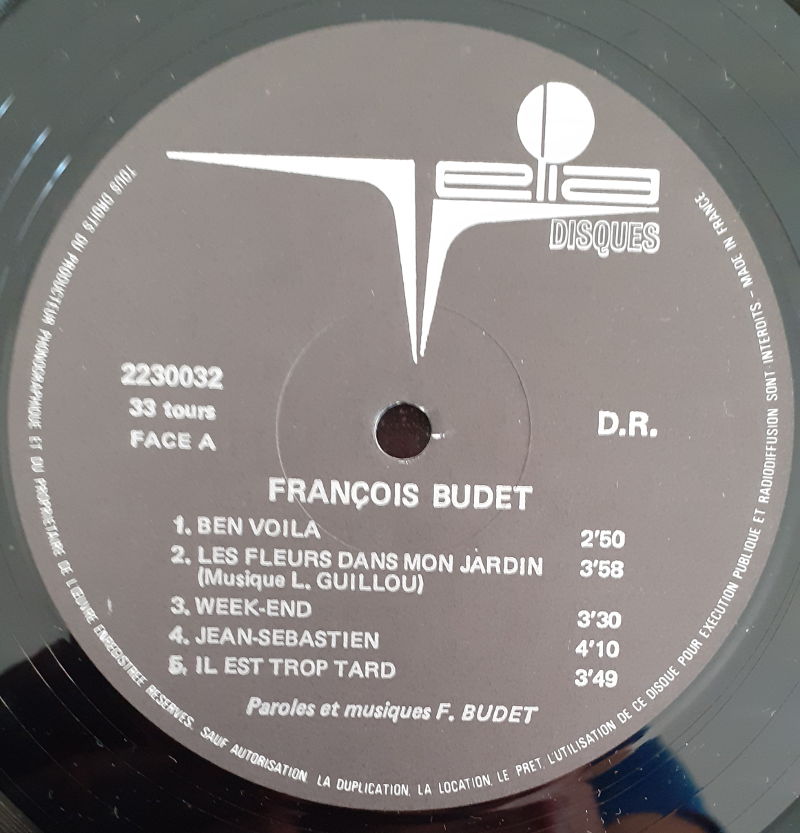 Telia
DISQUES
2230032
33 tours
FACE A
D.R.
FRANÇOIS BUDET
1. BEN VOILA 2'50
2. LES FLEURS DANS MON JARDIN 3'58
(Musique L. GUILLOU)
3. WEEK-END 3'30
4. JEAN-SEBASTIEN 4'10
5. IL EST TROP TARD 3'49
Paroles et musiques F. BUDET
TOUS DROITS DU PRODUCTEUR PHONOGRAPHIQUE ET DU PROPRIETAIRE DE L'ŒUVRE ENREGISTREE RESERVES. SAUF AUTORISATION LA DUPLICATION, LA LOCATION, LE PRET, L'UTILISATION DE CE DISQUE POUR EXECUTION PUBLIQUE ET RADIODIFFUSION SONT INTERDITS - MADE IN FRANCE